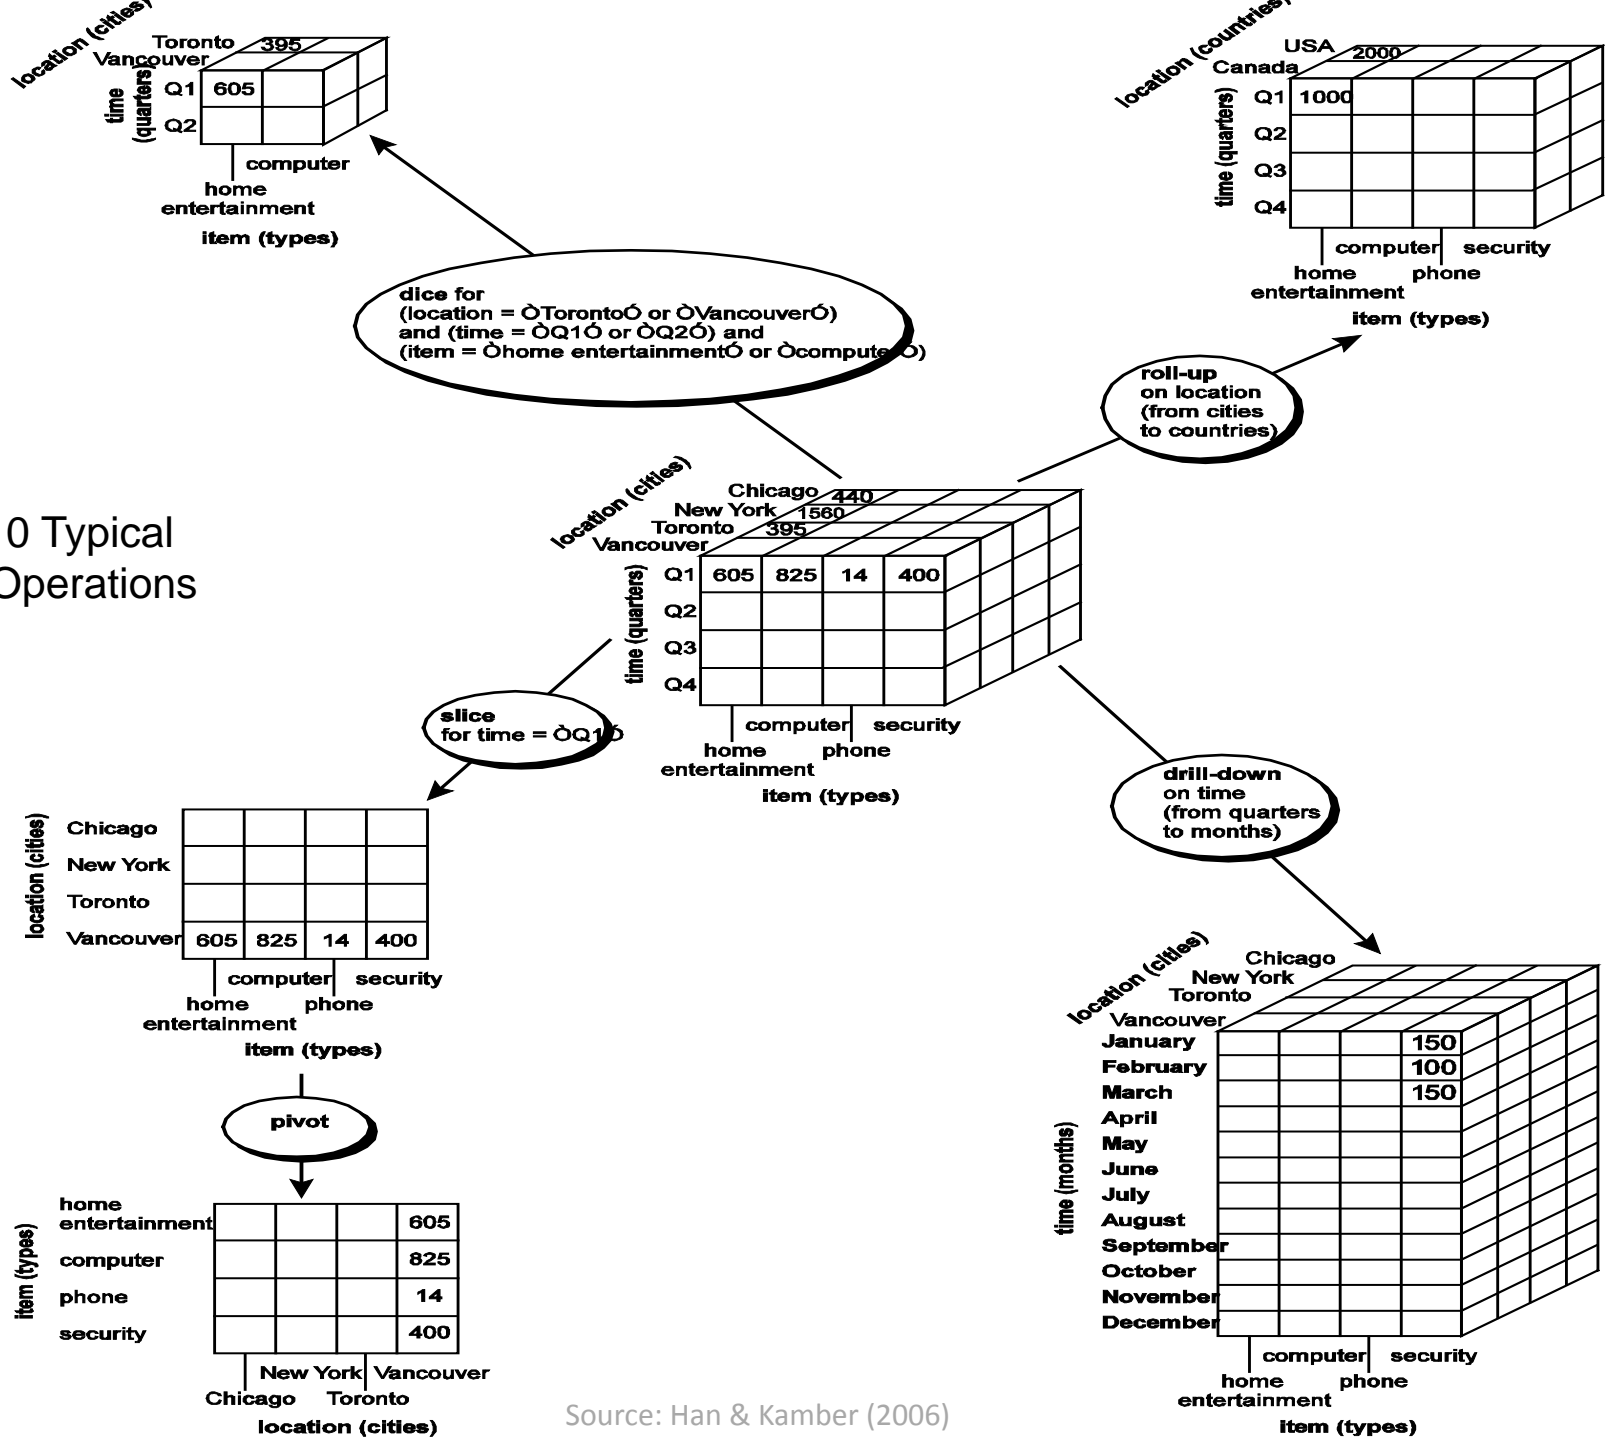 location (cities)
Toronto 395
Vancouver
time
(quarters)
Q1 605
Q2
computer
home
entertainment
item (types)
location (countries)
USA 2000
Canada
time (quarters)
Q1 1000
Q2
Q3
Q4
computer security
home phone
entertainment
item (types)
dice for
(location = ÒTorontoÓ or ÒVancouverÓ)
and (time = ÒQ1Ó or ÒQ2Ó) and
(item = Òhome entertainmentÓ or ÒcomputerÓ)
roll-up
on location
(from cities
to countries)
0 Typical
Operations
location (cities)
Chicago 440
New York 1560
Toronto 395
Vancouver
time (quarters)
Q1 605 825 14 400
Q2
Q3
Q4
computer security
home phone
entertainment
item (types)
slice
for time = ÒQ1Ó
drill-down
on time
(from quarters
to months)
location (cities)
Chicago
New York
Toronto
Vancouver 605 825 14 400
computer security
home phone
entertainment
item (types)
pivot
item (types)
home
entertainment 605
computer 825
phone 14
security 400
New York Vancouver
Chicago Toronto
location (cities)
location (cities)
Chicago
New York
Toronto
Vancouver
time (months)
January 150
February 100
March 150
April
May
June
July
August
September
October
November
December
computer security
home phone
entertainment
item (types)
Source: Han & Kamber (2006)